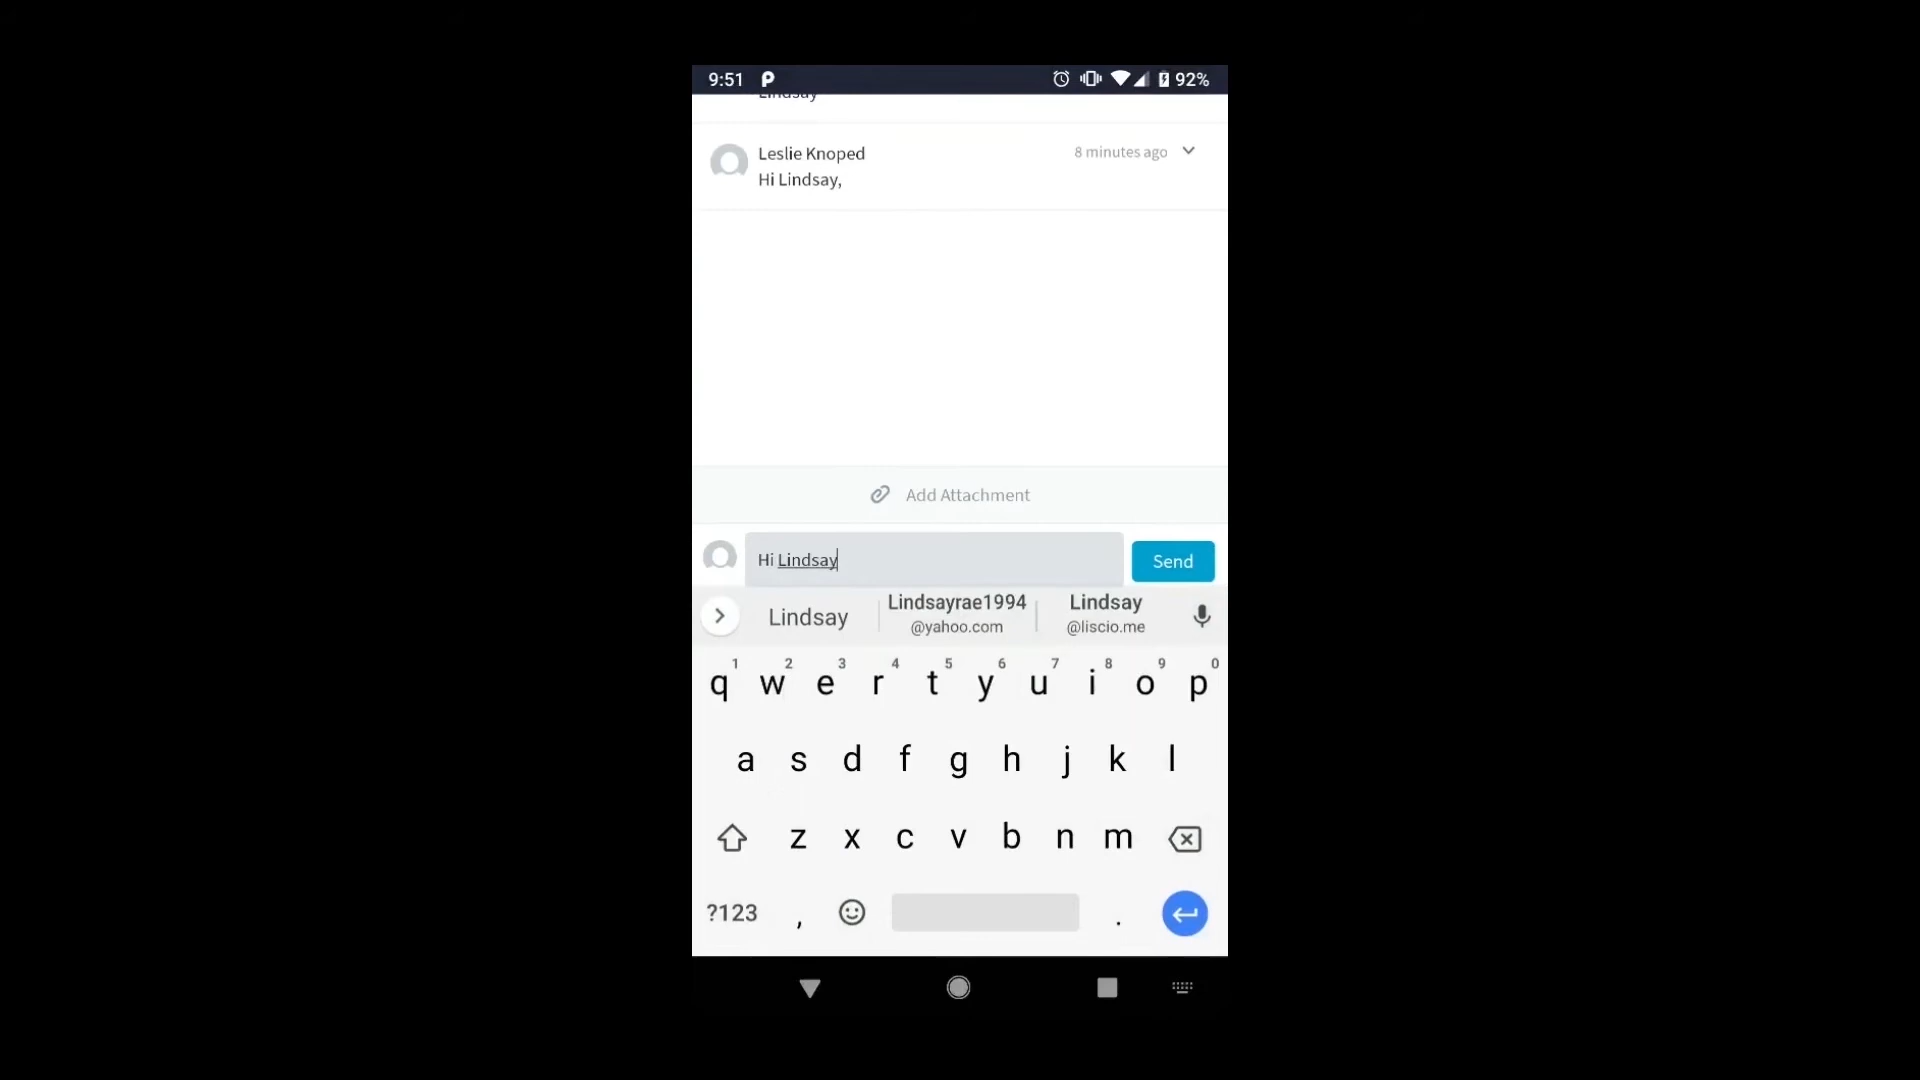 9:51 92%
Lindsay
Leslie Knoped 8 minutes ago
Hi Lindsay,
Add Attachment
Hi Lindsay Send
Lindsay Lindsayrae1994 @yahoo.com Lindsay @liscio.me
1 2 3 4 5 6 7 8 9 0
q w e r t y u i o p
a s d f g h j k l
z x c v b n m
?123 , .